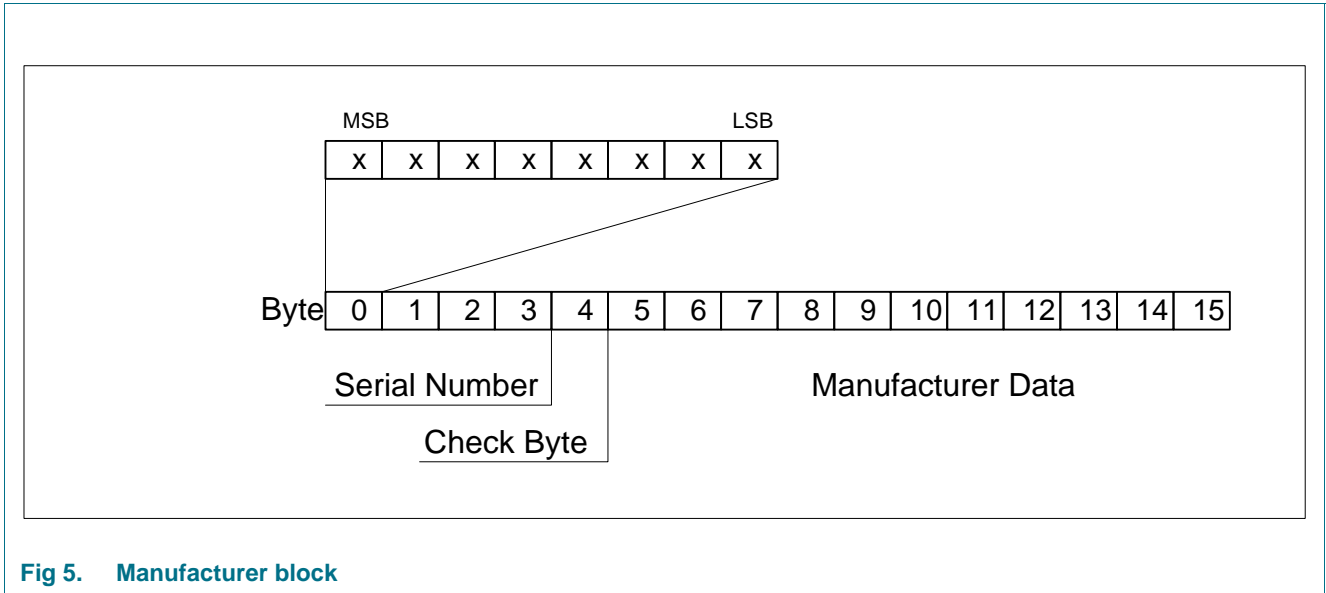 MSB LSB
x x x x x x x x
Byte 0 1 2 3 4 5 6 7 8 9 10 11 12 13 14 15
Serial Number Manufacturer Data
Check Byte
Fig 5. Manufacturer block